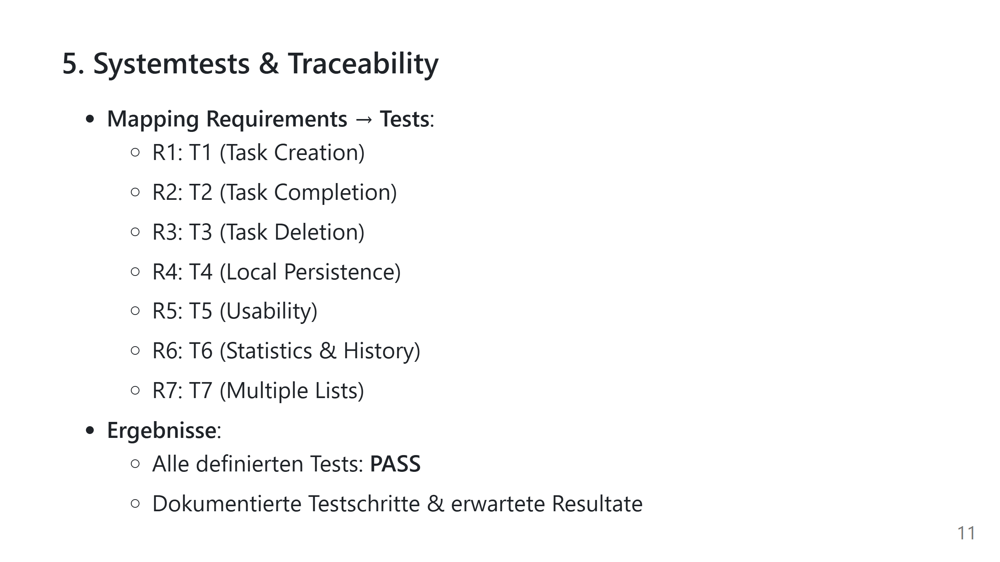 5. Systemtests & Traceability
• Mapping Requirements → Tests:
○ R1: T1 (Task Creation)
○ R2: T2 (Task Completion)
○ R3: T3 (Task Deletion)
○ R4: T4 (Local Persistence)
○ R5: T5 (Usability)
○ R6: T6 (Statistics & History)
○ R7: T7 (Multiple Lists)
• Ergebnisse:
○ Alle definierten Tests: PASS
○ Dokumentierte Testschritte & erwartete Resultate
11